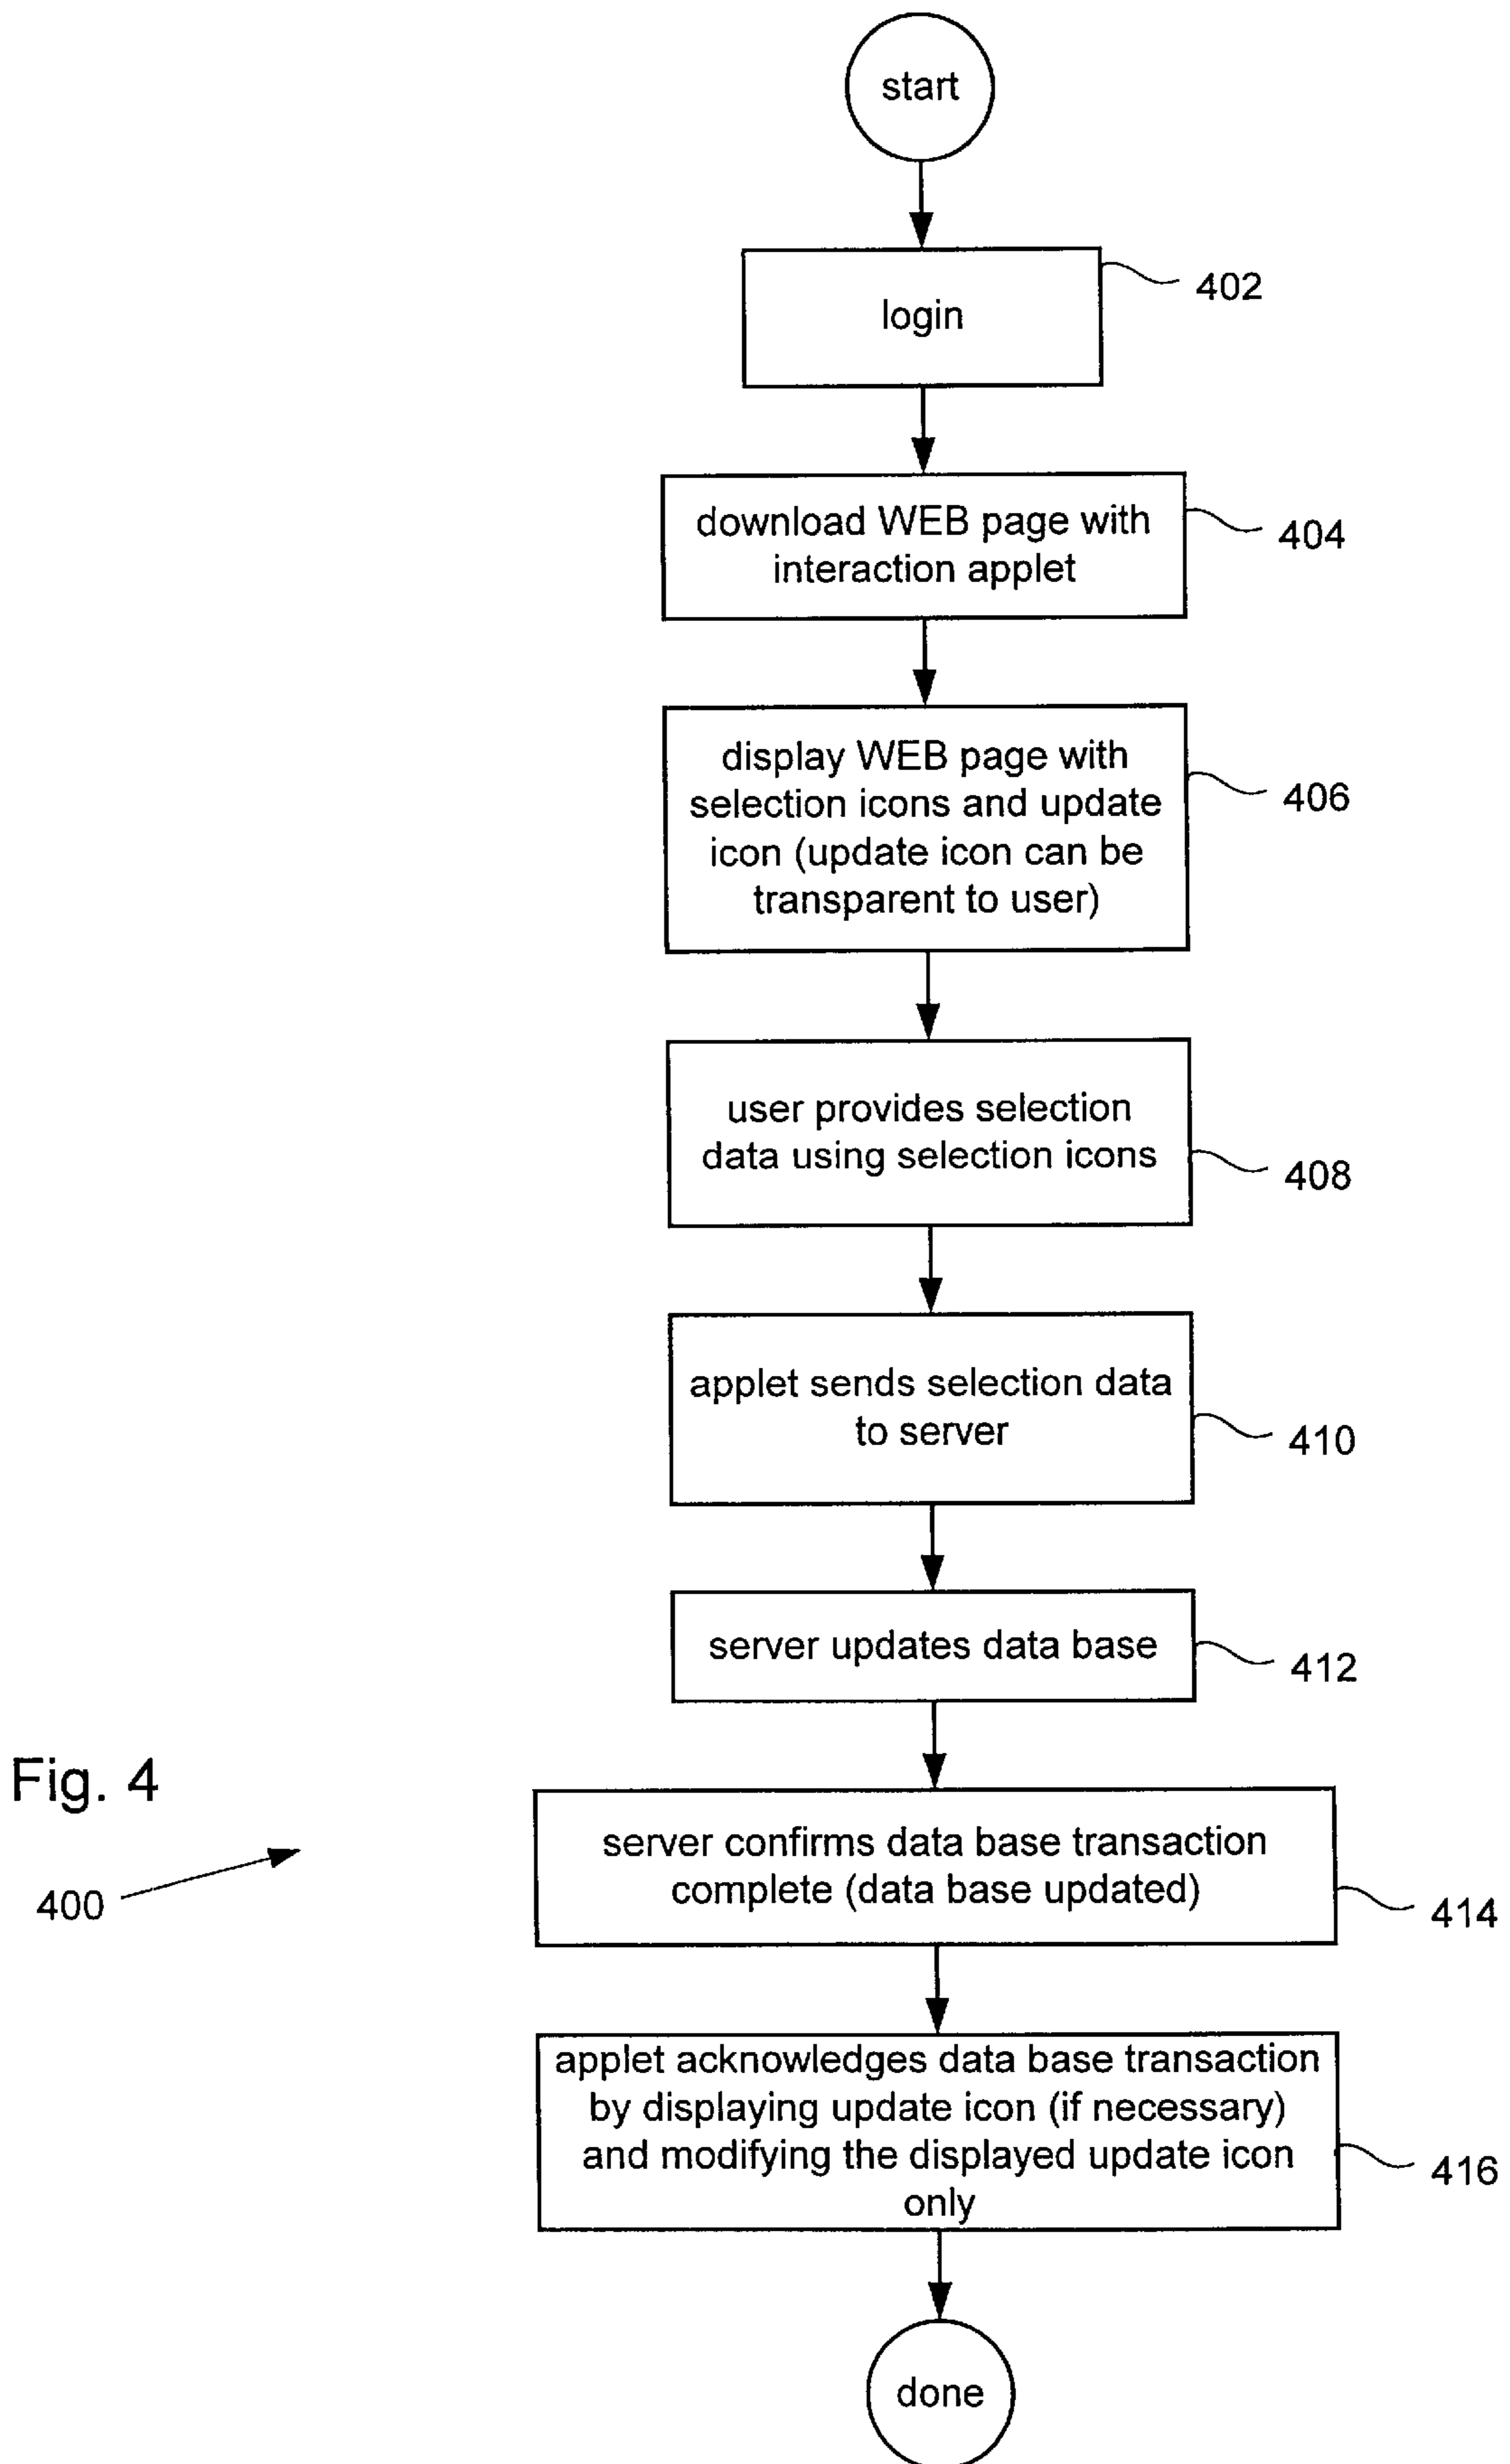 start
login
402
download WEB page with
interaction applet
404
display WEB page with
selection icons and update
icon (update icon can be
transparent to user)
406
user provides selection
data using selection icons
408
applet sends selection data
to server
410
server updates data base
412
Fig. 4
400
server confirms data base transaction
complete (data base updated)
414
applet acknowledges data base transaction
by displaying update icon (if necessary)
and modifying the displayed update icon
only
416
done